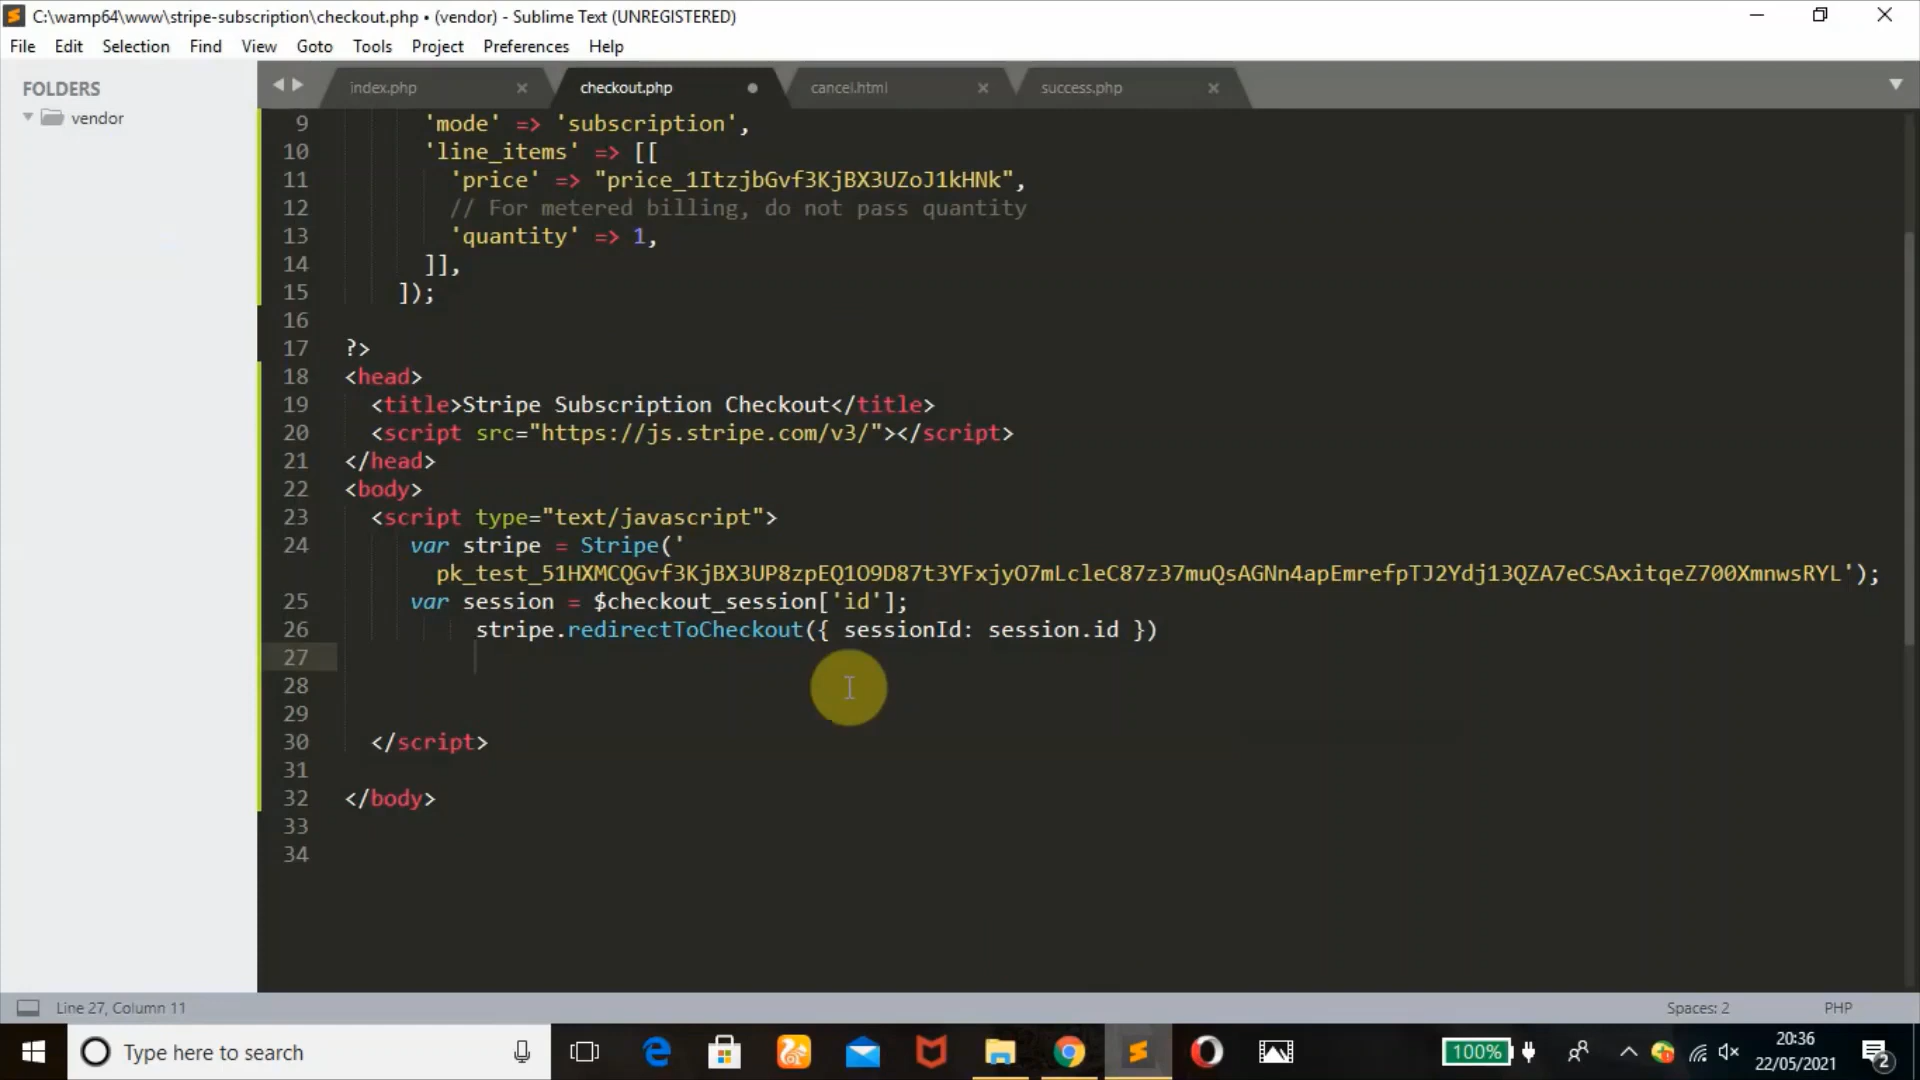 C:\wamp64\www\stripe-subscription\checkout.php • (vendor) - Sublime Text (UNREGISTERED)
File Edit Selection Find View Goto Tools Project Preferences Help
FOLDERS
vendor
index.php checkout.php cancel.html success.php
9 'mode' => 'subscription',
10 'line_items' => [[
11 'price' => "price_1ItzjbGvf3KjBX3UZoJ1kHNk",
12 // For metered billing, do not pass quantity
13 'quantity' => 1,
14 ]],
15 ]);
16
17 ?>
18 <head>
19 <title>Stripe Subscription Checkout</title>
20 <script src="https://js.stripe.com/v3/"></script>
21 </head>
22 <body>
23 <script type="text/javascript">
24 var stripe = Stripe('
pk_test_51HXMCQGvf3KjBX3UP8zpEQ1O9D87t3YFxjyO7mLcleC87z37muQsAGNn4apEmrefpTJ2Ydj13QZA7eCSAxitqeZ700XmnwsRYL');
25 var session = $checkout_session['id'];
26 stripe.redirectToCheckout({ sessionId: session.id })
27
28
29
30 </script>
31
32 </body>
33
34
Line 27, Column 11 Spaces: 2 PHP
Type here to search
100%
20:36
22/05/2021
2